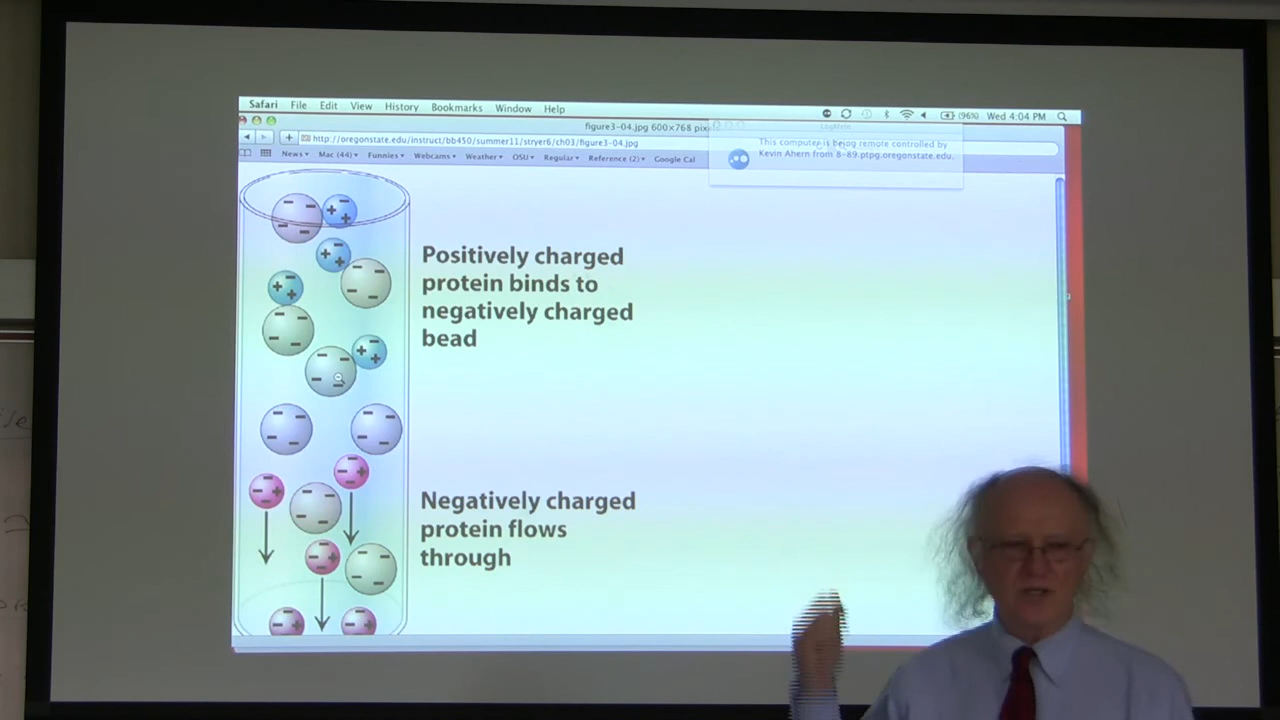 Safari File Edit View History Bookmarks Window Help (96%) Wed 4:04 PM
figure3-04.jpg 600×768 pix
http://oregonstate.edu/instruct/bb450/summer11/stryer6/ch03/figure3-04.jpg
News Mac (44) Funnies Webcams Weather OSU Regular Reference (2) Google Cal
LogMeIn
This computer is being remote controlled by
Kevin Ahern from 8-89.ptpg.oregonstate.edu.
Positively charged
protein binds to
negatively charged
bead
Negatively charged
protein flows
through